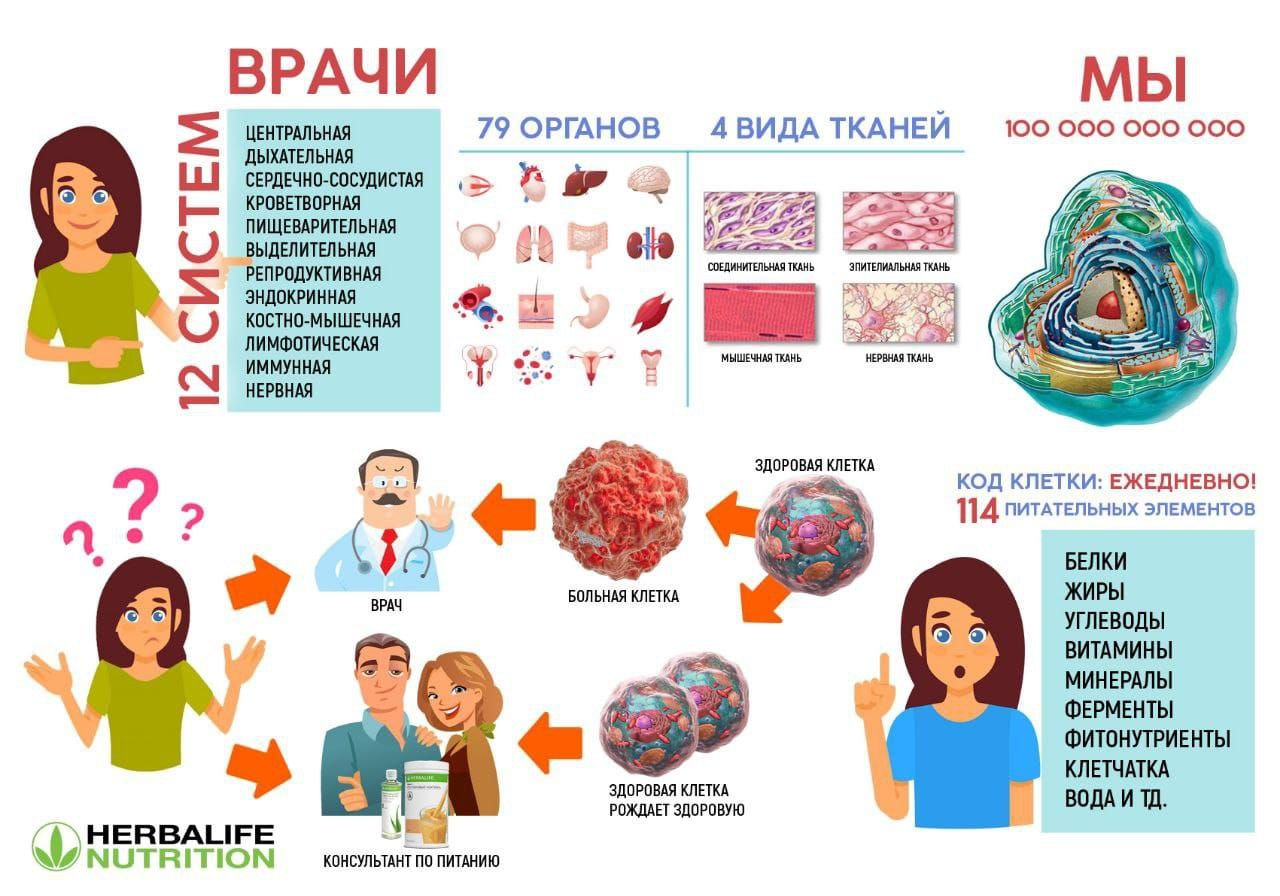 ВРАЧИ
12 СИСТЕМ
ЦЕНТРАЛЬНАЯ
ДЫХАТЕЛЬНАЯ
СЕРДЕЧНО-СОСУДИСТАЯ
КРОВЕТВОРНАЯ
ПИЩЕВАРИТЕЛЬНАЯ
ВЫДЕЛИТЕЛЬНАЯ
РЕПРОДУКТИВНАЯ
ЭНДОКРИННАЯ
КОСТНО-МЫШЕЧНАЯ
ЛИМФОТИЧЕСКАЯ
ИММУННАЯ
НЕРВНАЯ
79 ОРГАНОВ
4 ВИДА ТКАНЕЙ
СОЕДИНИТЕЛЬНАЯ ТКАНЬ
ЭПИТЕЛИАЛЬНАЯ ТКАНЬ
МЫШЕЧНАЯ ТКАНЬ
НЕРВНАЯ ТКАНЬ
МЫ
100 000 000 000
? ? ?
ВРАЧ
БОЛЬНАЯ КЛЕТКА
ЗДОРОВАЯ КЛЕТКА
ЗДОРОВАЯ КЛЕТКА
РОЖДАЕТ ЗДОРОВУЮ
HERBALIFE
КОНСУЛЬТАНТ ПО ПИТАНИЮ
КОД КЛЕТКИ: ЕЖЕДНЕВНО!
114 ПИТАТЕЛЬНЫХ ЭЛЕМЕНТОВ
БЕЛКИ
ЖИРЫ
УГЛЕВОДЫ
ВИТАМИНЫ
МИНЕРАЛЫ
ФЕРМЕНТЫ
ФИТОНУТРИЕНТЫ
КЛЕТЧАТКА
ВОДА И ТД.
HERBALIFE
NUTRITION